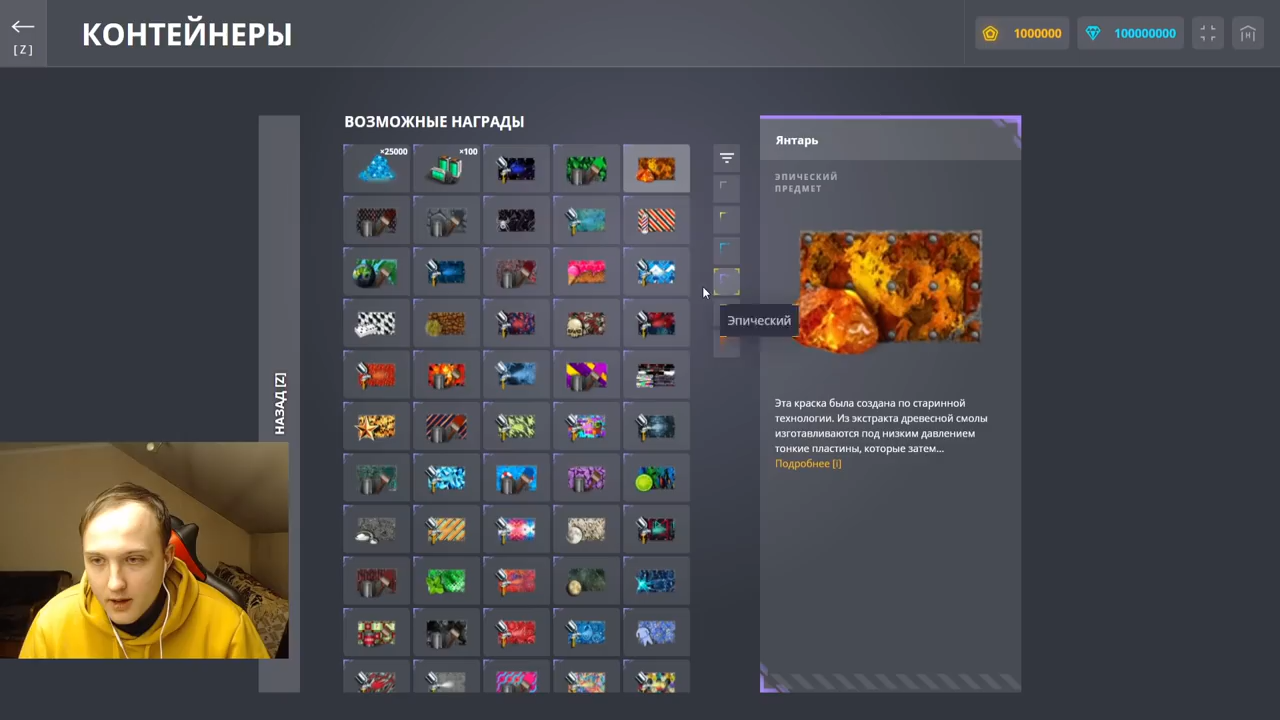 [Z]
КОНТЕЙНЕРЫ
1000000
100000000
[H]
ВОЗМОЖНЫЕ НАГРАДЫ
×25000
×100
НАЗАД [Z]
Эпический
Янтарь
ЭПИЧЕСКИЙ
ПРЕДМЕТ
Эта краска была создана по старинной
технологии. Из экстракта древесной смолы
изготавливаются под низким давлением
тонкие пластины, которые затем...
Подробнее [i]